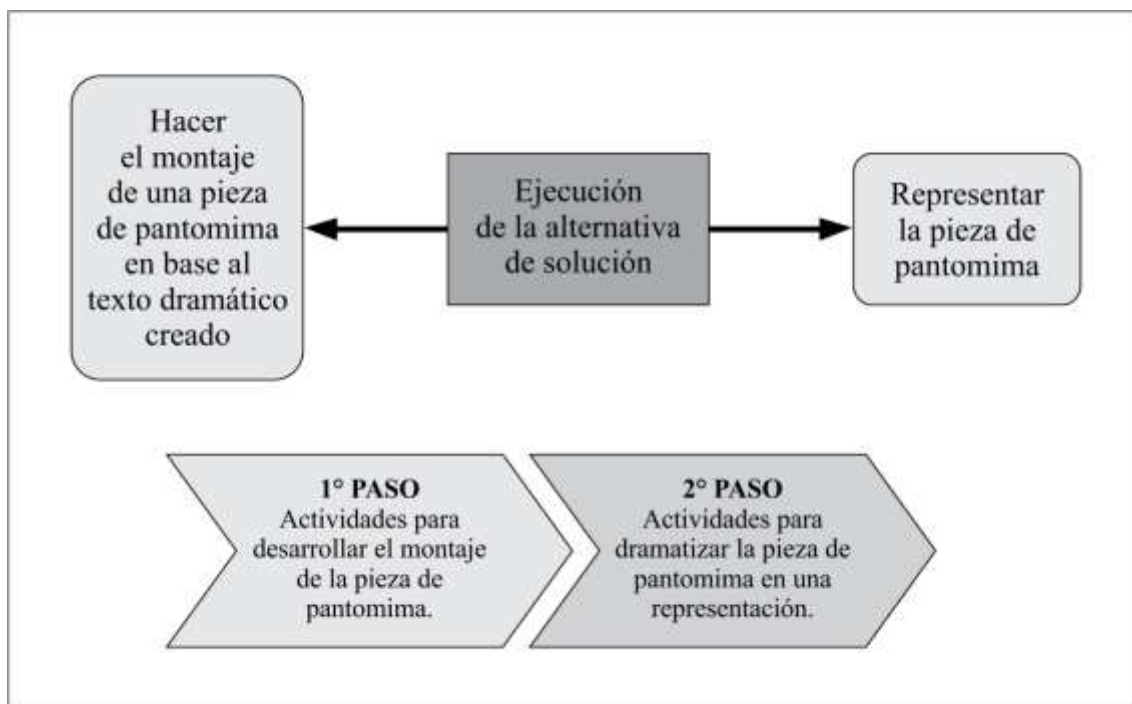 Hacer
el montaje
de una pieza
de pantomima
en base al
texto dramático
creado
Ejecución
de la alternativa
de solución
Representar
la pieza de
pantomima
1° PASO
Actividades para
desarrollar el montaje
de la pieza de
pantomima.
2° PASO
Actividades para
dramatizar la pieza de
pantomima en una
representación.